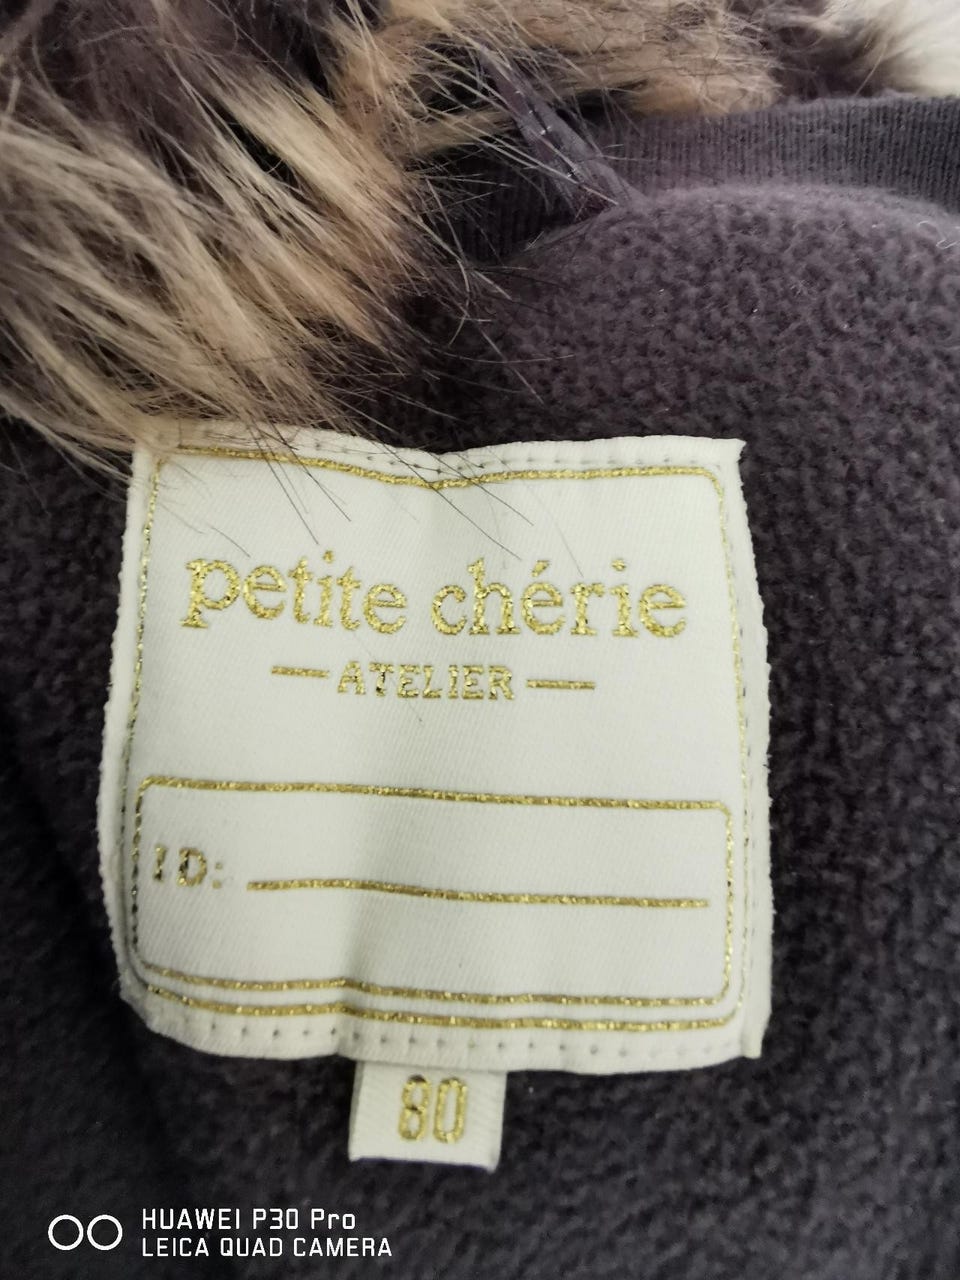 petite chérie
ATELIER
ID:
80
HUAWEI P30 Pro
LEICA QUAD CAMERA